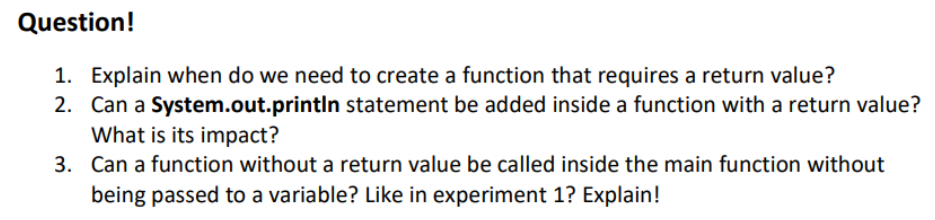 Question!
1. Explain when do we need to create a function that requires a return value?
2. Can a System.out.println statement be added inside a function with a return value?
What is its impact?
3. Can a function without a return value be called inside the main function without
being passed to a variable? Like in experiment 1? Explain!